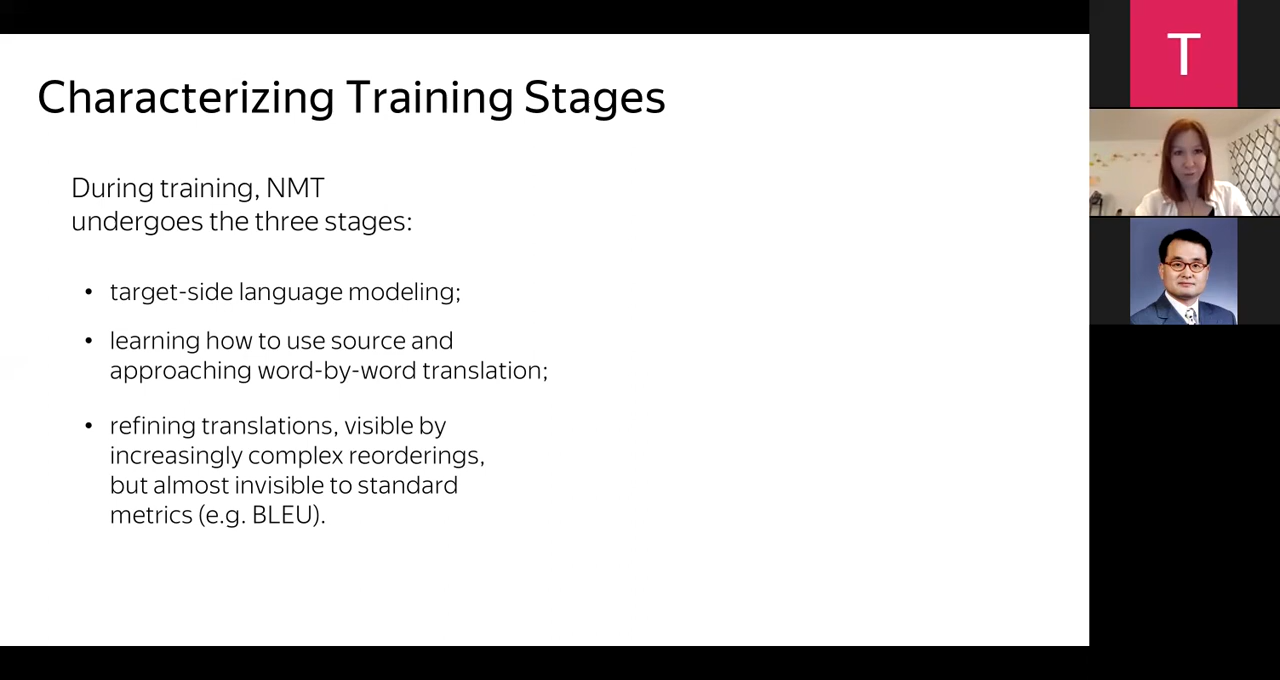 Characterizing Training Stages
During training, NMT
undergoes the three stages:
• target-side language modeling;
• learning how to use source and
approaching word-by-word translation;
• refining translations, visible by
increasingly complex reorderings,
but almost invisible to standard
metrics (e.g. BLEU).
T